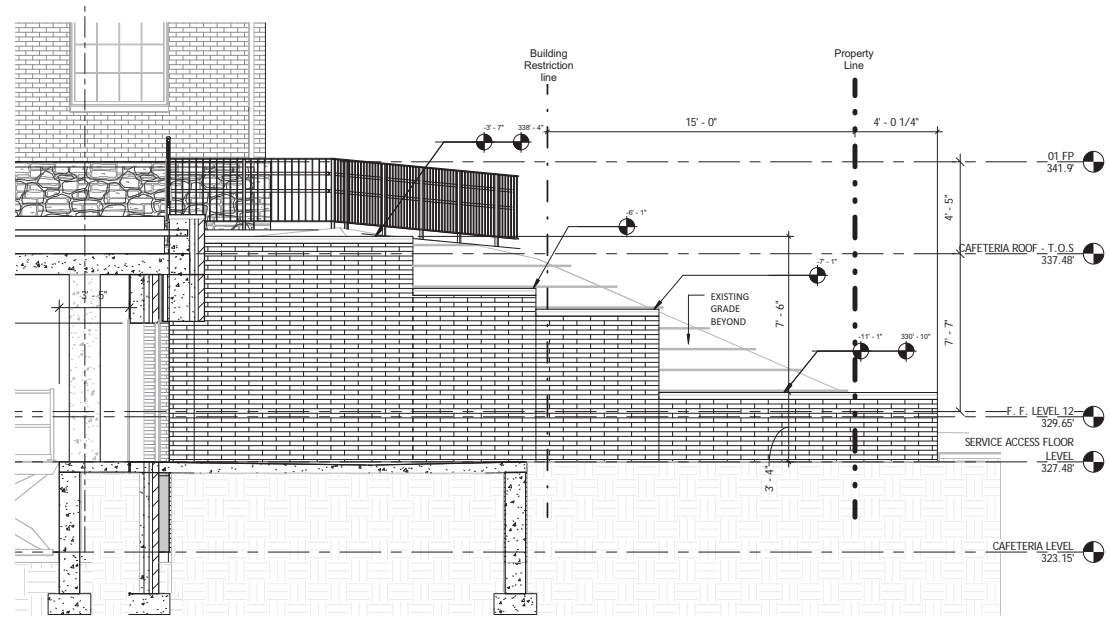 Building
Restriction
line
Property
Line
-3' - 7"
338' - 4"
15' - 0"
4' - 0 1/4"
01 FP
341.9'
4' - 5"
-6' - 1"
CAFETERIA ROOF - T.O.S
337.48'
-7' - 1"
EXISTING
GRADE
BEYOND
7' - 6"
7' - 7"
-11' - 1"
330' - 10"
F. F. LEVEL 12
329.65'
SERVICE ACCESS FLOOR
LEVEL
327.48'
3' - 4"
CAFETERIA LEVEL
323.15'